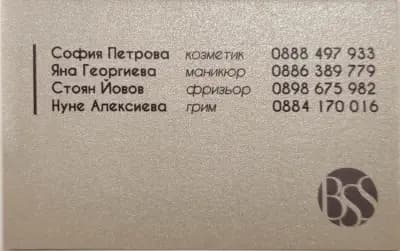 София Петрова козметик 0888 497 933
Яна Георгиева маникюр 0886 389 779
Стоян Йовов фризьор 0898 675 982
Нуне Алексиева грим 0884 170 016
BSS